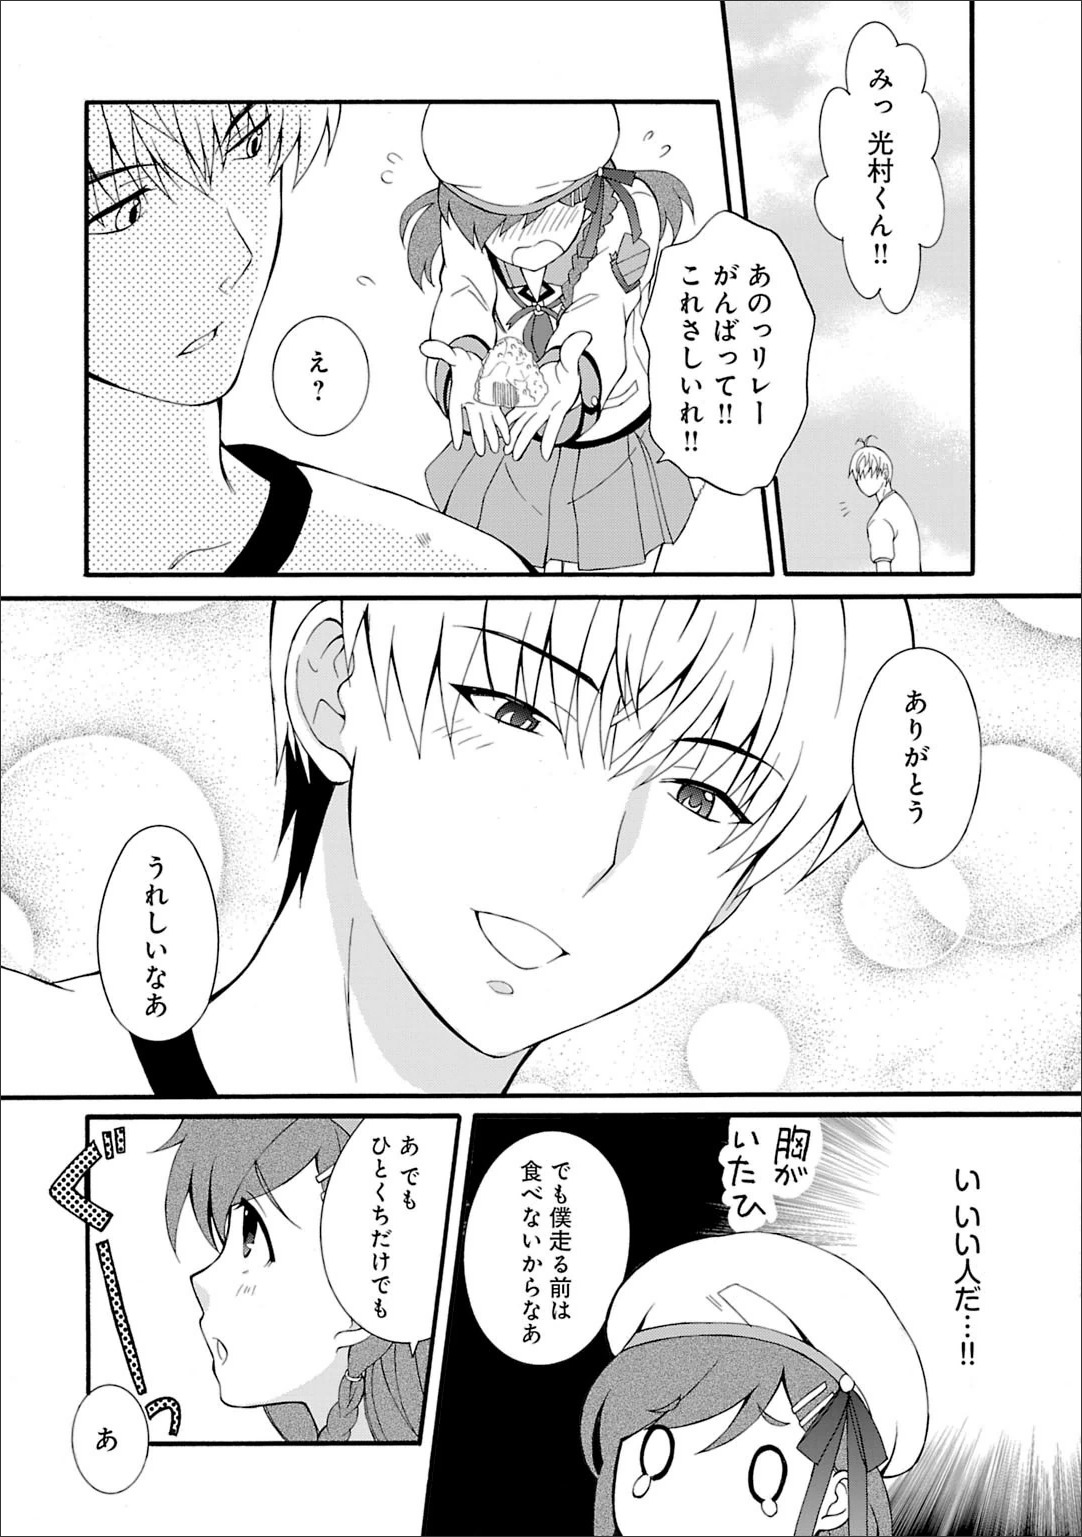 みっ 光村くん!!
あのっリレー
がんばって!!
これさしいれ!!
え?
ありがとう
うれしいなあ
い いい人だ…!!
胸が
いたひ
でも僕走る前は
食べないからなあ
あ でも
ひとくちだけでも
ぐーっ
あ